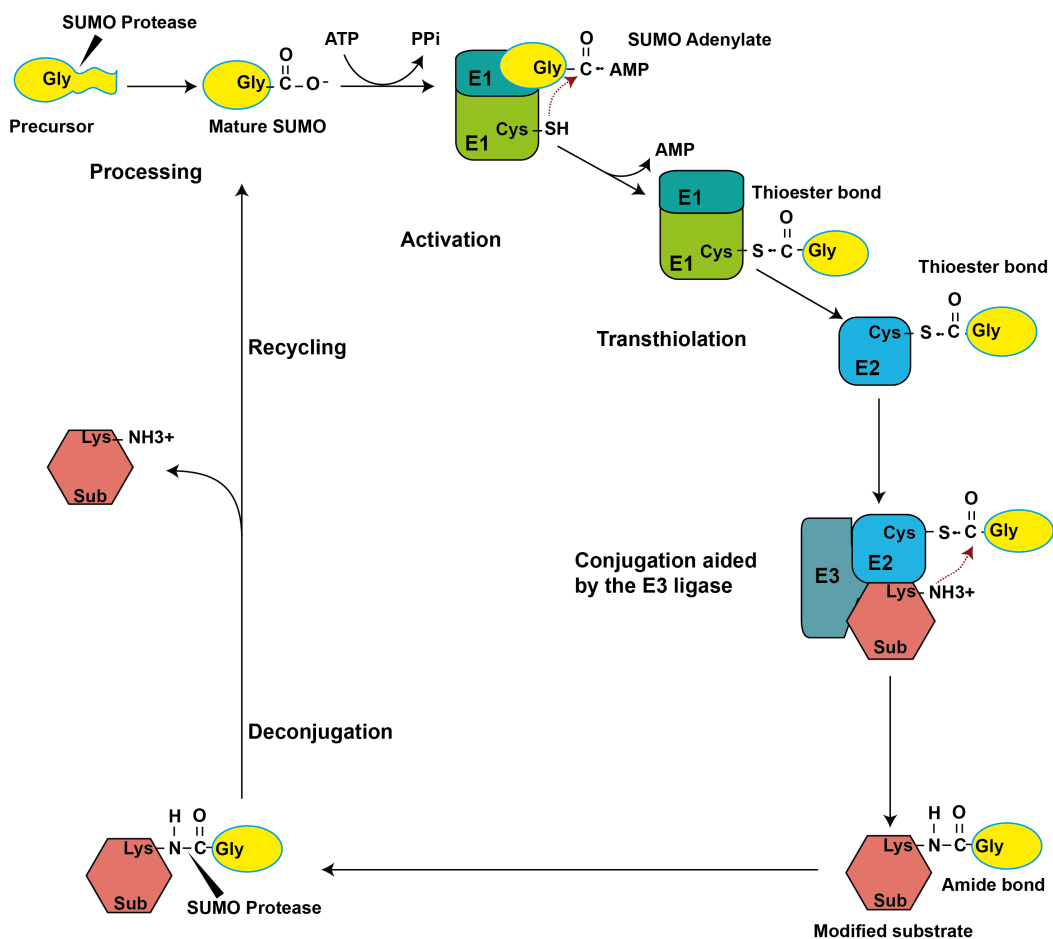 SUMO Protease
Gly
Precursor
Gly C O-
O
Mature SUMO
Processing
ATP
PPi
E1
Gly C AMP
O
SUMO Adenylate
Cys SH
E1
AMP
Activation
E1
Thioester bond
O
Cys S C Gly
E1
Transthiolation
Thioester bond
O
Cys S C Gly
E2
Recycling
Lys NH3+
Sub
Conjugation aided
by the E3 ligase
O
Cys S C Gly
E2
E3
Lys NH3+
Sub
Deconjugation
H O
Lys N C Gly
Sub
SUMO Protease
H O
Lys N C Gly
Amide bond
Sub
Modified substrate